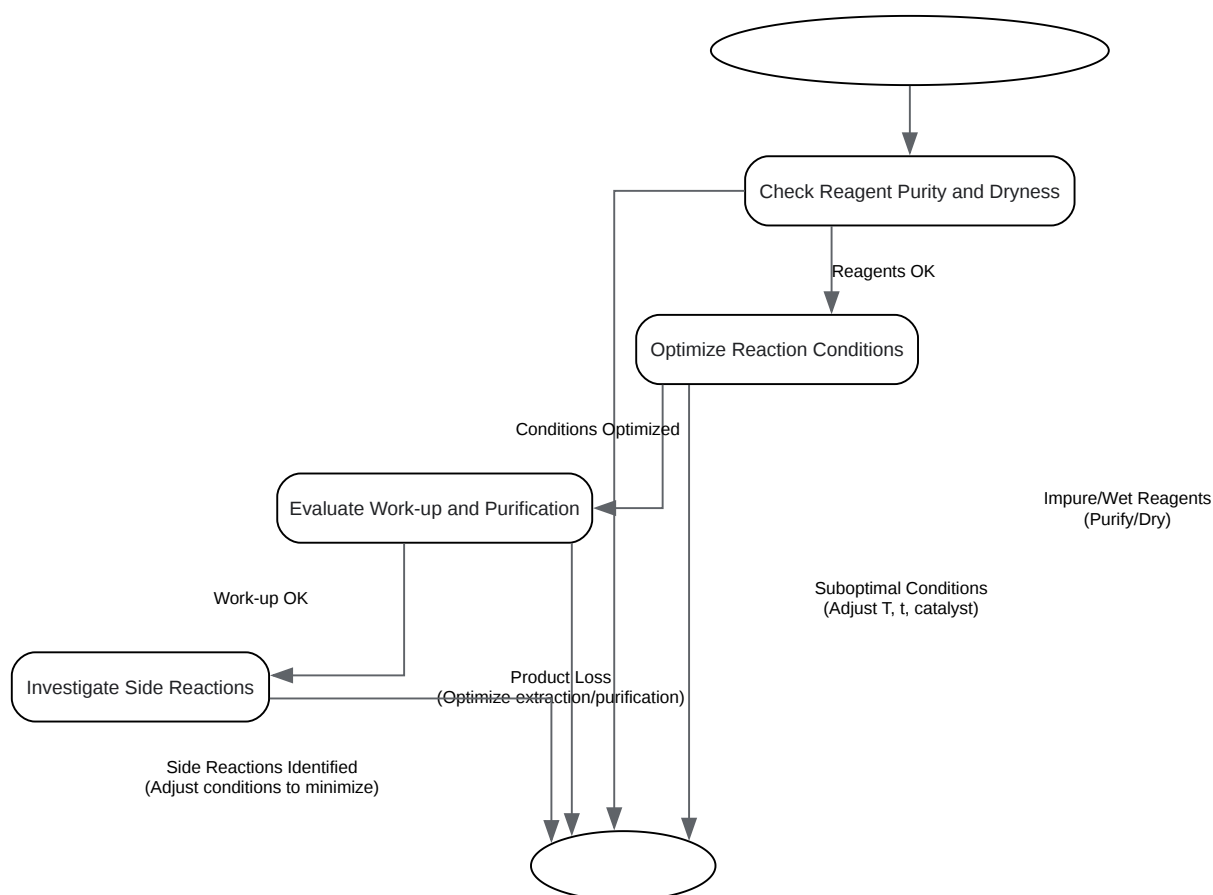 Check Reagent Purity and Dryness
Reagents OK
Optimize Reaction Conditions
Conditions Optimized
Evaluate Work-up and Purification
Impure/Wet Reagents
(Purify/Dry)
Suboptimal Conditions
(Adjust T, t, catalyst)
Work-up OK
Investigate Side Reactions
Product Loss
(Optimize extraction/purification)
Side Reactions Identified
(Adjust conditions to minimize)